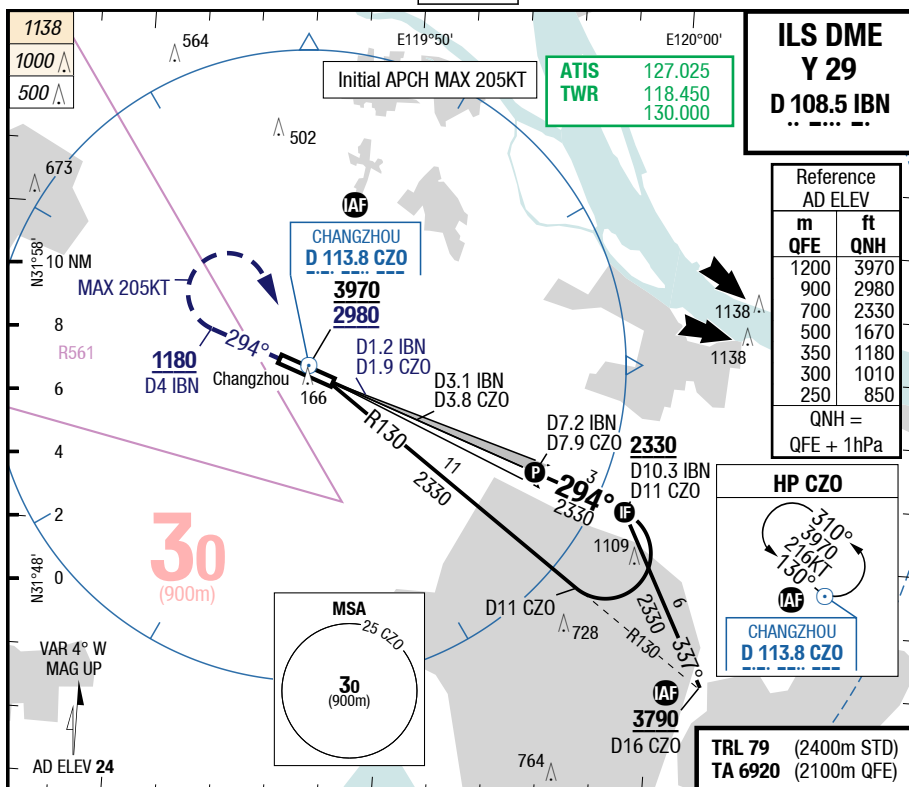 1138
1000
500
564
E119°50'
E120°00'
ILS DME
Y 29
D 108.5 IBN
Initial APCH MAX 205KT
ATIS 127.025
TWR 118.450
130.000
502
673
IAF
CHANGZHOU
D 113.8 CZO
3970
2980
Reference
AD ELEV
m ft
QFE QNH
1200 3970
900 2980
700 2330
500 1670
350 1180
300 1010
250 850
QNH =
QFE + 1hPa
N31°58'
10 NM
8
6
4
2
0
N31°48'
MAX 205KT
R561
1180
D4 IBN
294°
Changzhou
166
D1.2 IBN
D1.9 CZO
D3.1 IBN
D3.8 CZO
1138
1138
D7.2 IBN
D7.9 CZO
2330
D10.3 IBN
D11 CZO
P
3
294°
2330
IF
R130
2330
11
1109
D11 CZO
728
R130
6
2330
337°
IAF
3790
D16 CZO
764
30
(900m)
MSA
25 CZO
30
(900m)
HP CZO
310°
3970
216KT
130°
IAF
CHANGZHOU
D 113.8 CZO
VAR 4° W
MAG UP
AD ELEV 24
TRL 79 (2400m STD)
TA 6920 (2100m QFE)